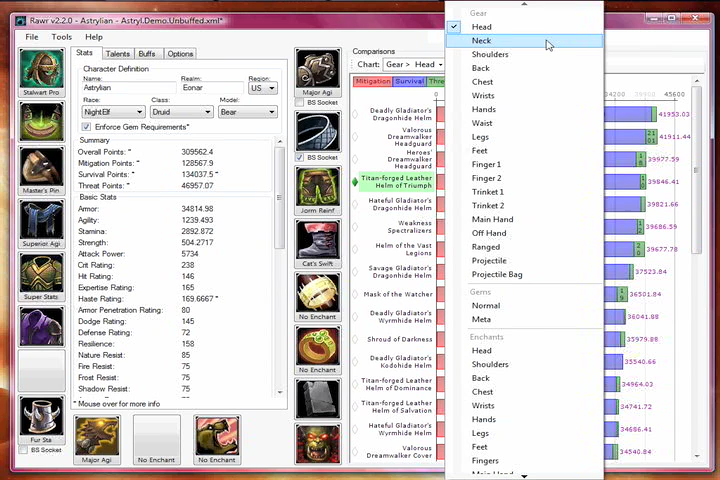 Rawr v2.2.0 - Astrylian - Astryl.Demo.Unbuffed.xml*
File Tools Help
Stalwart Pro
Master's Pin
Superior Agi
Super Stats
Fur Sta
BS Socket
Stats Talents Buffs Options
Character Definition
Name: Realm: Region:
Astrylian Eonar US
Race: Class: Model:
NightElf Druid Bear
Enforce Gem Requirements*
Summary
Overall Points: * 309562.4
Mitigation Points: * 128567.9
Survival Points: * 134037.5*
Threat Points: * 46957.07
Basic Stats
Armor: 34814.98
Agility: 1239.493
Stamina: 2892.872
Strength: 504.2717
Attack Power: 5734
Crit Rating: 238
Hit Rating: 146
Expertise Rating: 165
Haste Rating: 169.6667*
Armor Penetration Rating: 80
Dodge Rating: 145
Defense Rating: 72
Resilience: 158
Nature Resist: 85
Fire Resist: 85
Frost Resist: 85
Shadow Resist: 85
* Mouse over for more info
Major Agi
No Enchant
No Enchant
Major Agi
BS Socket
BS Socket
Jorm Reinf
Cat's Swift
No Enchant
No Enchant
Comparisons
Chart: Gear > Head
Mitigation Survival Thre
34200 39900 45600
Deadly Gladiator's
Dragonhide Helm
41953.03
Valorous
Dreamwalker
Headguard
41911.44
Heroes'
Dreamwalker
Headguard
39977.59
Titan-forged Leather
Helm of Triumph
39846.41
Hateful Gladiator's
Dragonhide Helm
39821.66
Weakness
Spectralizers
39686.59
Helm of the Vast
Legions
39677.78
Savage Gladiator's
Dragonhide Helm
37523.84
Mask of the Watcher
36501.84
Deadly Gladiator's
Wyrmhide Helm
36041.88
Shroud of Darkness
35979.88
Deadly Gladiator's
Kodohide Helm
35540.66
Titan-forged Leather
Helm of Dominance
34964.03
Titan-forged Leather
Helm of Salvation
34741.72
Hateful Gladiator's
Wyrmhide Helm
34686.41
Valorous
Dreamwalker Cover
34540.84
Gear
Head
Neck
Shoulders
Back
Chest
Wrists
Hands
Waist
Legs
Feet
Finger 1
Finger 2
Trinket 1
Trinket 2
Main Hand
Off Hand
Ranged
Projectile
Projectile Bag
Gems
Normal
Meta
Enchants
Head
Shoulders
Back
Chest
Wrists
Hands
Legs
Feet
Fingers
Main Hand